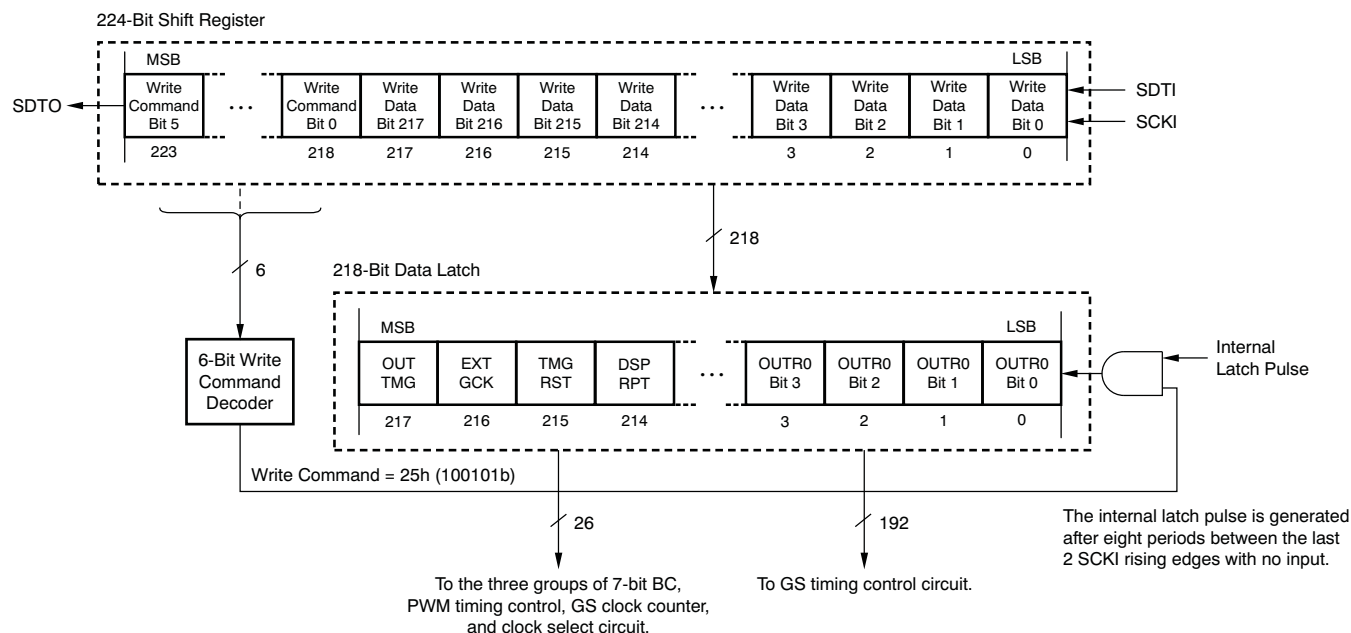 224-Bit Shift Register
MSB
LSB
SDTO
Write Command Bit 5
...
Write Command Bit 0
Write Data Bit 217
Write Data Bit 216
Write Data Bit 215
Write Data Bit 214
...
Write Data Bit 3
Write Data Bit 2
Write Data Bit 1
Write Data Bit 0
SDTI
SCKI
223
218
217
216
215
214
3
2
1
0
6
218
218-Bit Data Latch
MSB
LSB
6-Bit Write
Command
Decoder
OUT TMG
EXT GCK
TMG RST
DSP RPT
...
OUTR0 Bit 3
OUTR0 Bit 2
OUTR0 Bit 1
OUTR0 Bit 0
Internal
Latch Pulse
217
216
215
214
3
2
1
0
Write Command = 25h (100101b)
26
192
The internal latch pulse is generated
after eight periods between the last
2 SCKI rising edges with no input.
To the three groups of 7-bit BC,
PWM timing control, GS clock counter,
and clock select circuit.
To GS timing control circuit.